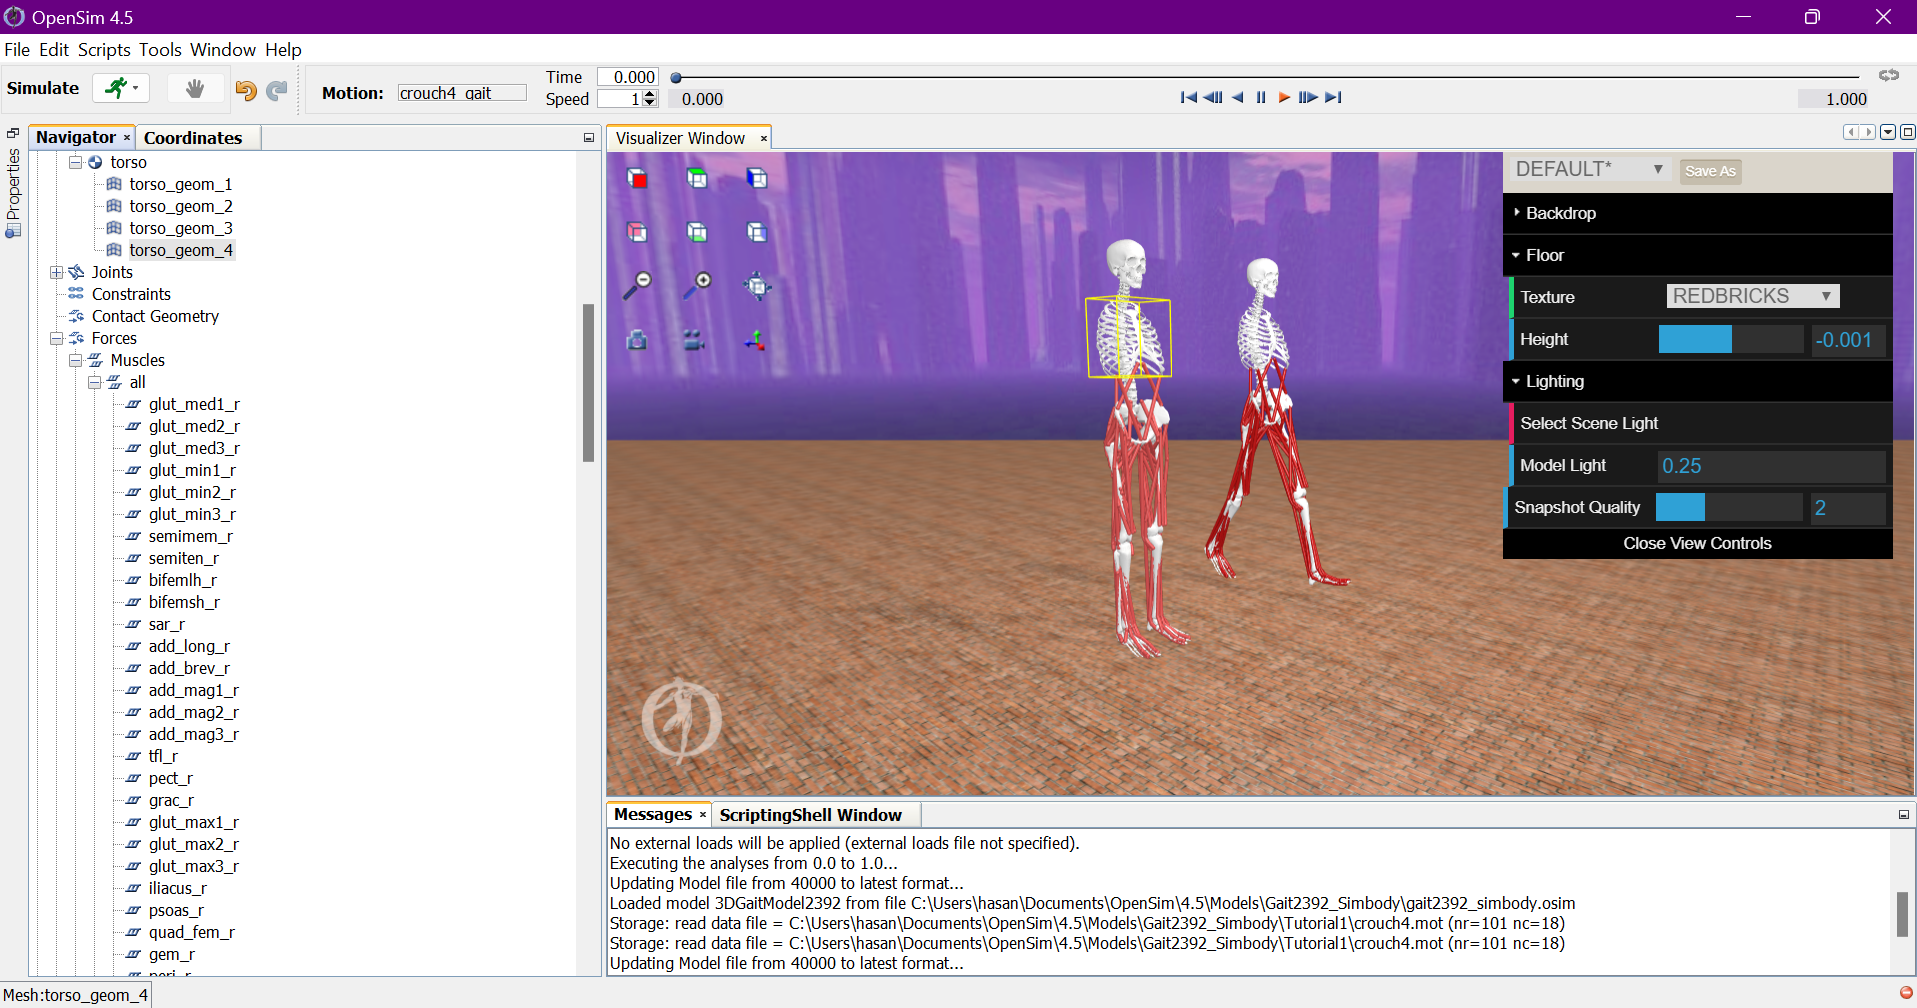 OpenSim 4.5
File Edit Scripts Tools Window Help
Simulate
Motion: crouch4_gait
Time 0.000
Speed 1 0.000
1.000
Properties
Navigator × Coordinates
torso
torso_geom_1
torso_geom_2
torso_geom_3
torso_geom_4
Joints
Constraints
Contact Geometry
Forces
Muscles
all
glut_med1_r
glut_med2_r
glut_med3_r
glut_min1_r
glut_min2_r
glut_min3_r
semimem_r
semiten_r
bifemlh_r
bifemsh_r
sar_r
add_long_r
add_brev_r
add_mag1_r
add_mag2_r
add_mag3_r
tfl_r
pect_r
grac_r
glut_max1_r
glut_max2_r
glut_max3_r
iliacus_r
psoas_r
quad_fem_r
gem_r
peri_r
Visualizer Window ×
DEFAULT* Save As
Backdrop
Floor
Texture REDBRICKS
Height -0.001
Lighting
Select Scene Light
Model Light 0.25
Snapshot Quality 2
Close View Controls
Messages × ScriptingShell Window
No external loads will be applied (external loads file not specified).
Executing the analyses from 0.0 to 1.0...
Updating Model file from 40000 to latest format...
Loaded model 3DGaitModel2392 from file C:\Users\hasan\Documents\OpenSim\4.5\Models\Gait2392_Simbody\gait2392_simbody.osim
Storage: read data file = C:\Users\hasan\Documents\OpenSim\4.5\Models\Gait2392_Simbody\Tutorial1\crouch4.mot (nr=101 nc=18)
Storage: read data file = C:\Users\hasan\Documents\OpenSim\4.5\Models\Gait2392_Simbody\Tutorial1\crouch4.mot (nr=101 nc=18)
Updating Model file from 40000 to latest format...
Mesh:torso_geom_4